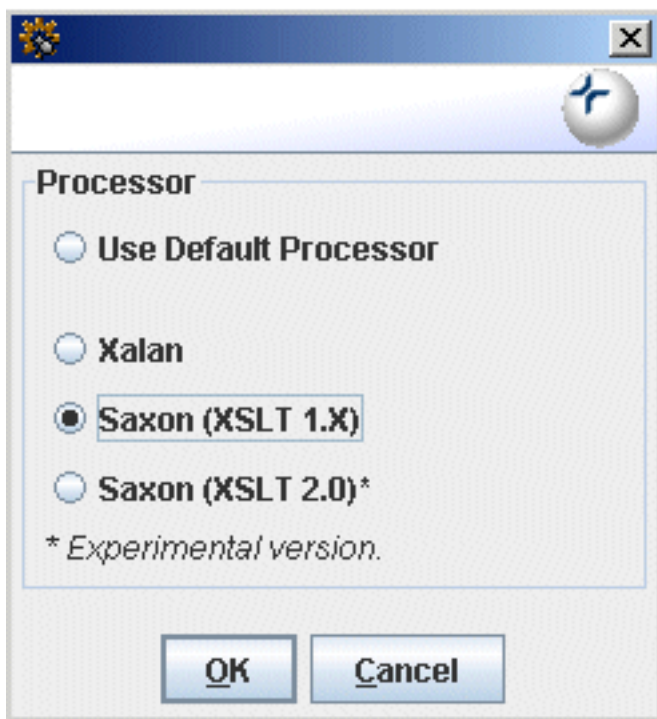 Processor
Use Default Processor
Xalan
Saxon (XSLT 1.X)
Saxon (XSLT 2.0)*
* Experimental version.
OK
Cancel